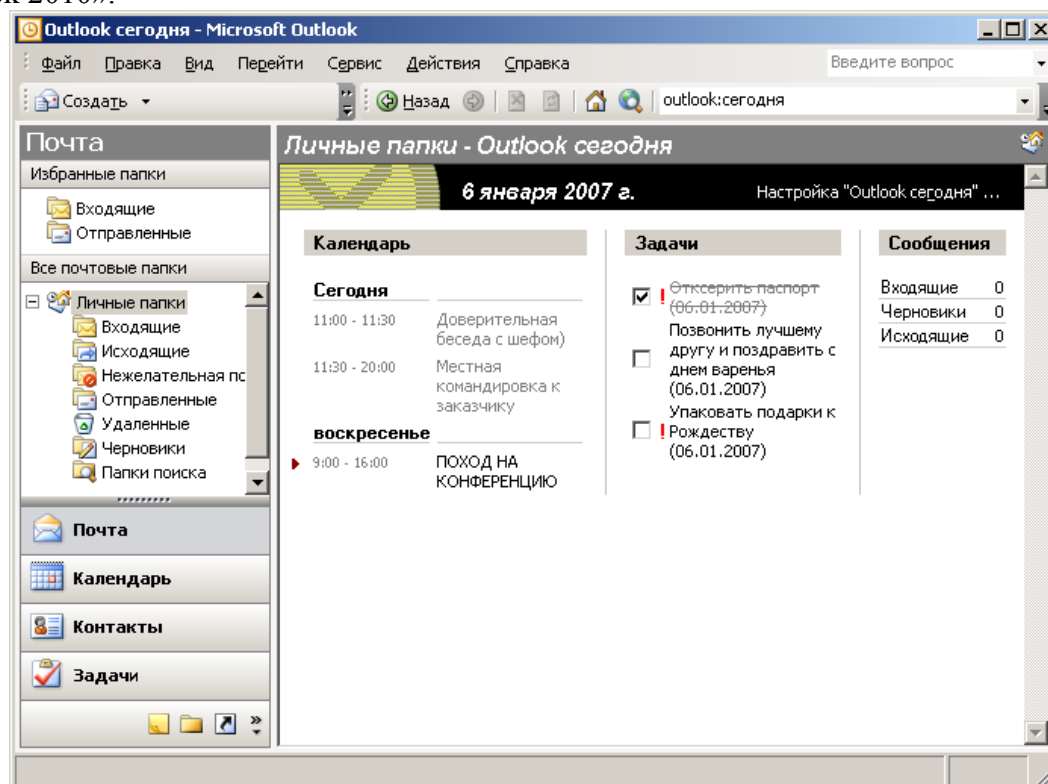 Outlook сегодня - Microsoft Outlook
Файл Правка Вид Перейти Сервис Действия Справка Введите вопрос
Создать Назад outlook:сегодня
Почта
Избранные папки
Входящие
Отправленные
Все почтовые папки
Личные папки
Входящие
Исходящие
Нежелательная пс
Отправленные
Удаленные
Черновики
Папки поиска
Почта
Календарь
Контакты
Задачи
Личные папки - Outlook сегодня
6 января 2007 г. Настройка "Outlook сегодня" ...
Календарь
Сегодня
11:00 - 11:30 Доверительная
беседа с шефом)
11:30 - 20:00 Местная
командировка к
заказчику
воскресенье
9:00 - 16:00 ПОХОД НА
КОНФЕРЕНЦИЮ
Задачи
! Отксерить паспорт
(06.01.2007)
Позвонить лучшему
другу и поздравить с
днем варенья
(06.01.2007)
Упаковать подарки к
! Рождеству
(06.01.2007)
Сообщения
Входящие 0
Черновики 0
Исходящие 0